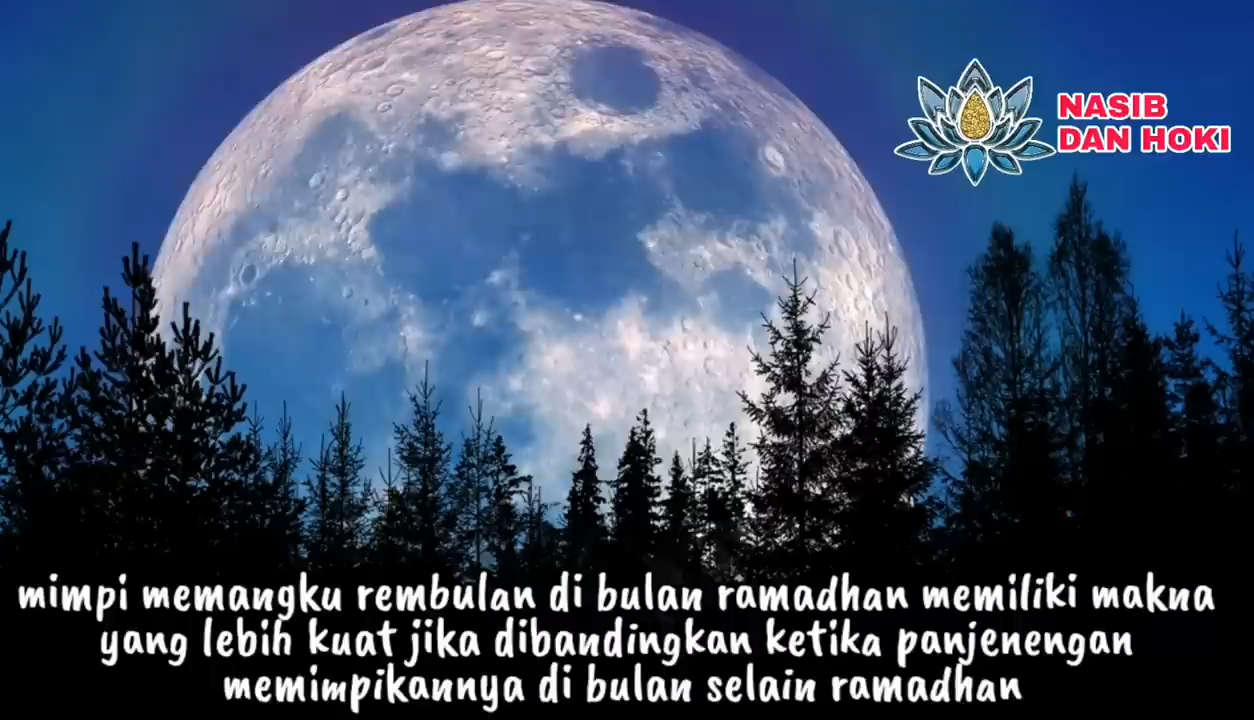 NASIB
DAN HOKI
mimpi memangku rembulan di bulan ramadhan memiliki makna
yang lebih kuat jika dibandingkan ketika panjenengan
memimpikannya di bulan selain ramadhan